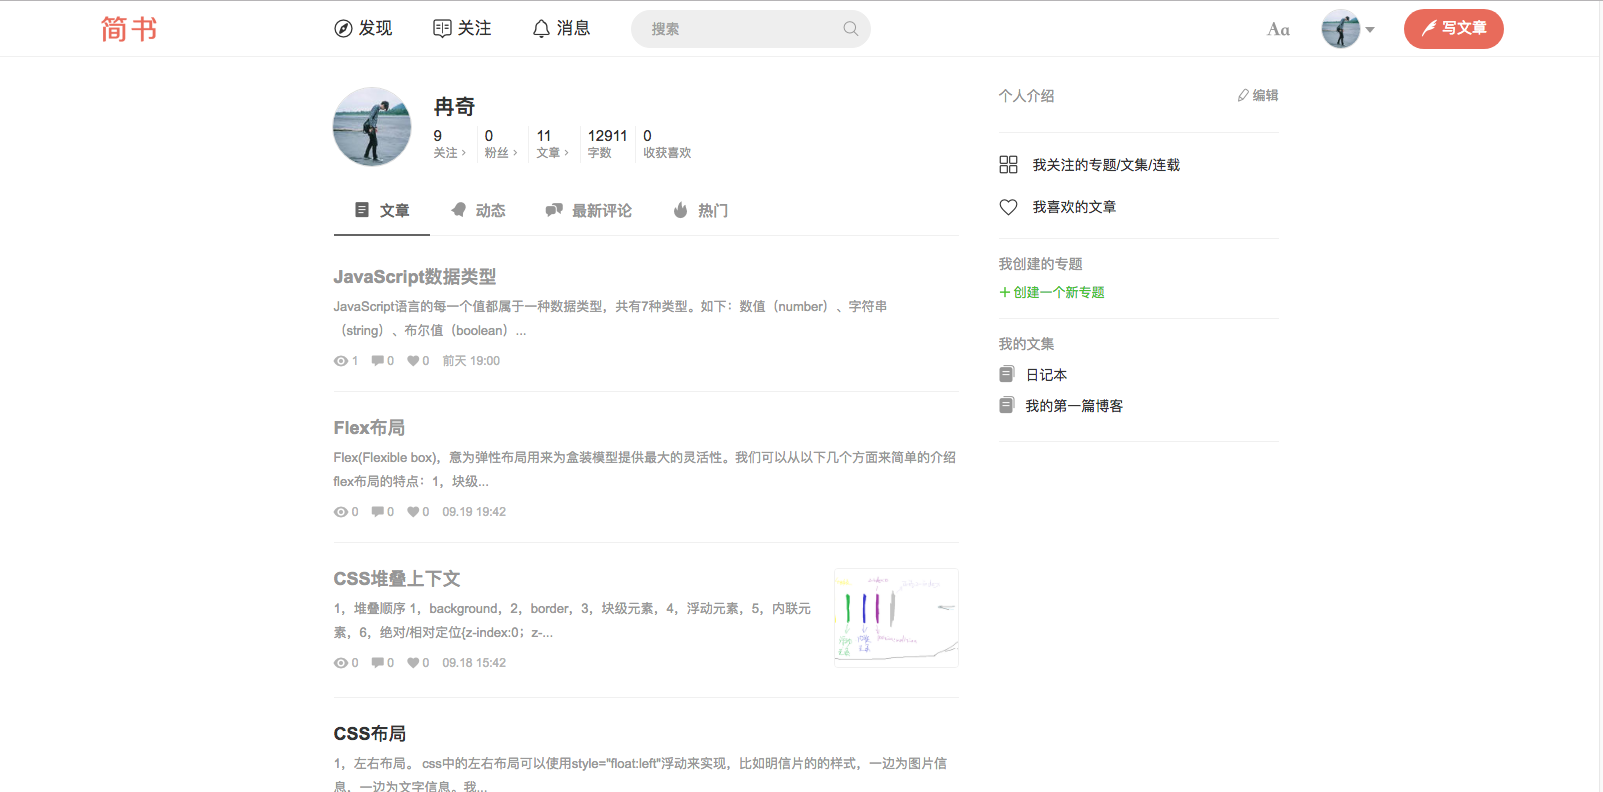 简书
发现
关注
消息
搜索
Aa
写文章
冉奇
9 0 11 12911 0
关注 粉丝 文章 字数 收获喜欢
文章 动态 最新评论 热门
JavaScript数据类型
JavaScript语言的每一个值都属于一种数据类型，共有7种类型。如下：数值（number）、字符串
（string）、布尔值（boolean）...
1 0 0 前天 19:00
Flex布局
Flex(Flexible box)，意为弹性布局用来为盒装模型提供最大的灵活性。我们可以从以下几个方面来简单的介绍
flex布局的特点：1，块级...
0 0 0 09.19 19:42
CSS堆叠上下文
1，堆叠顺序 1，background，2，border，3，块级元素，4，浮动元素，5，内联元
素，6，绝对/相对定位{z-index:0；z-...
0 0 0 09.18 15:42
CSS布局
1，左右布局。 css中的左右布局可以使用style="float:left"浮动来实现，比如明信片的的样式，一边为图片信
息，一边为文字信息。我...
个人介绍
编辑
我关注的专题/文集/连载
我喜欢的文章
我创建的专题
+ 创建一个新专题
我的文集
日记本
我的第一篇博客